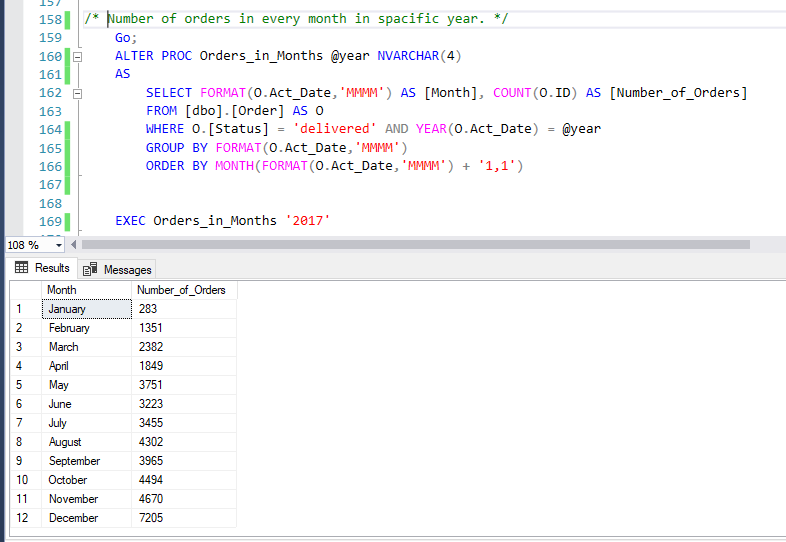 157
158 /* Number of orders in every month in spacific year. */
159 Go;
160 ALTER PROC Orders_in_Months @year NVARCHAR(4)
161 AS
162 SELECT FORMAT(O.Act_Date,'MMMM') AS [Month], COUNT(O.ID) AS [Number_of_Orders]
163 FROM [dbo].[Order] AS O
164 WHERE O.[Status] = 'delivered' AND YEAR(O.Act_Date) = @year
165 GROUP BY FORMAT(O.Act_Date,'MMMM')
166 ORDER BY MONTH(FORMAT(O.Act_Date,'MMMM') + '1,1')
167
168
169 EXEC Orders_in_Months '2017'
108 %
Results Messages
Month Number_of_Orders
1 January 283
2 February 1351
3 March 2382
4 April 1849
5 May 3751
6 June 3223
7 July 3455
8 August 4302
9 September 3965
10 October 4494
11 November 4670
12 December 7205